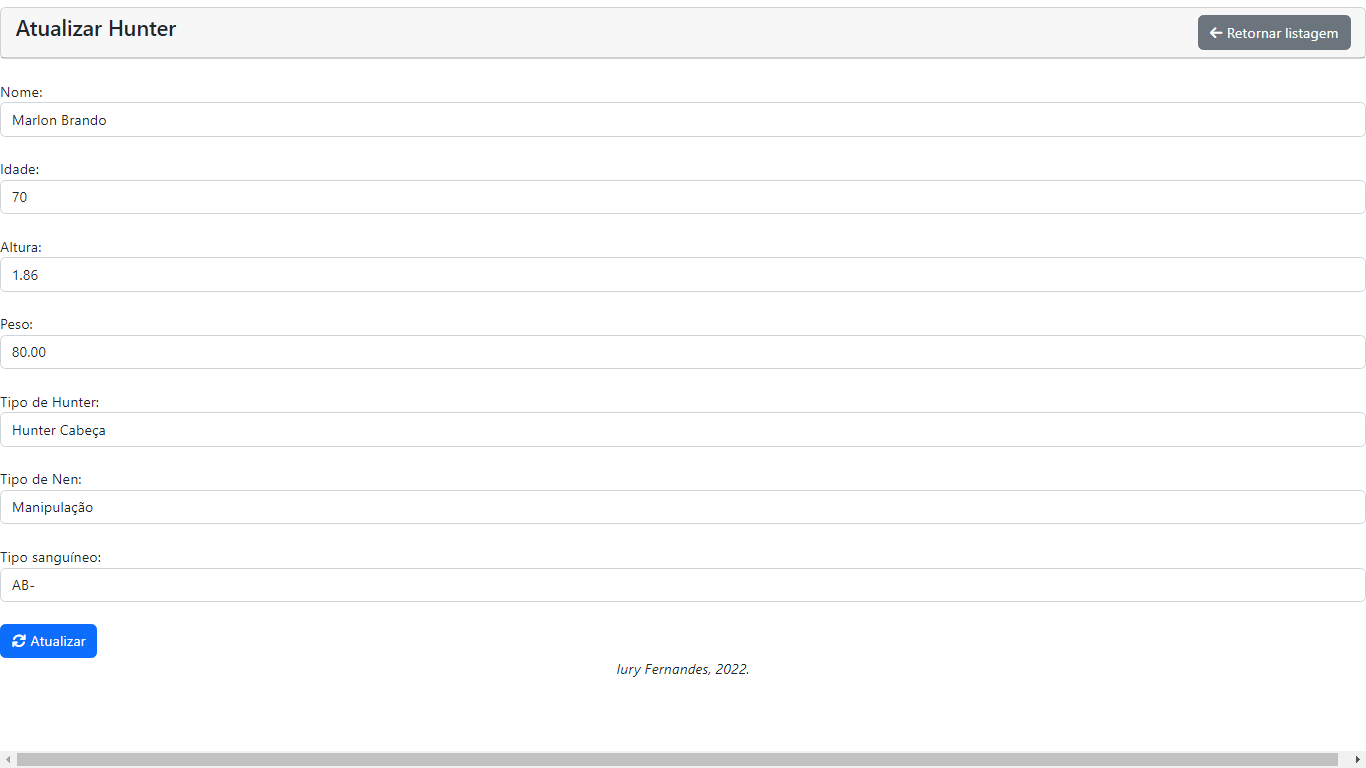 Atualizar Hunter
Retornar listagem
Nome:
Marlon Brando
Idade:
70
Altura:
1.86
Peso:
80.00
Tipo de Hunter:
Hunter Cabeça
Tipo de Nen:
Manipulação
Tipo sanguíneo:
AB-
Atualizar
Iury Fernandes, 2022.